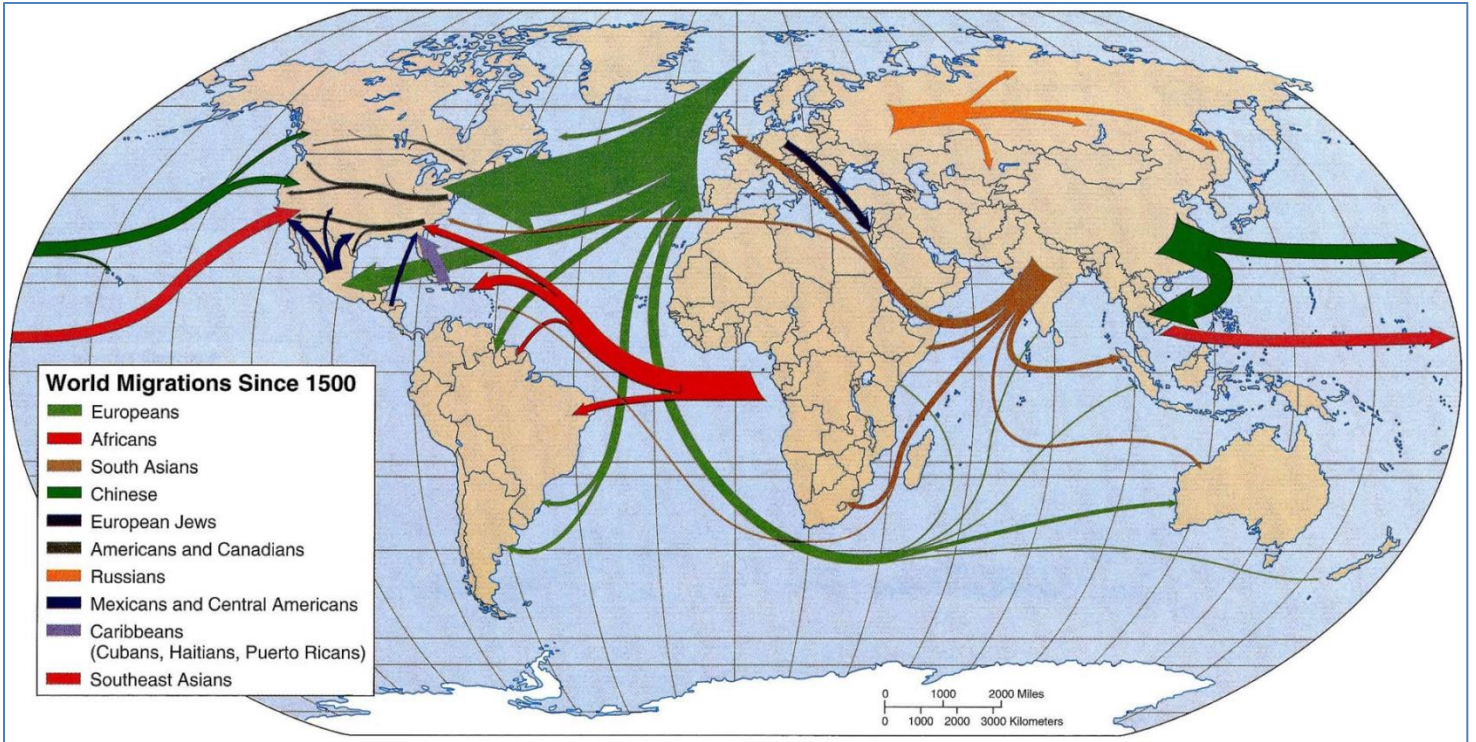 World Migrations Since 1500
Europeans
Africans
South Asians
Chinese
European Jews
Americans and Canadians
Russians
Mexicans and Central Americans
Caribbeans
(Cubans, Haitians, Puerto Ricans)
Southeast Asians
0 1000 2000 Miles
0 1000 2000 3000 Kilometers